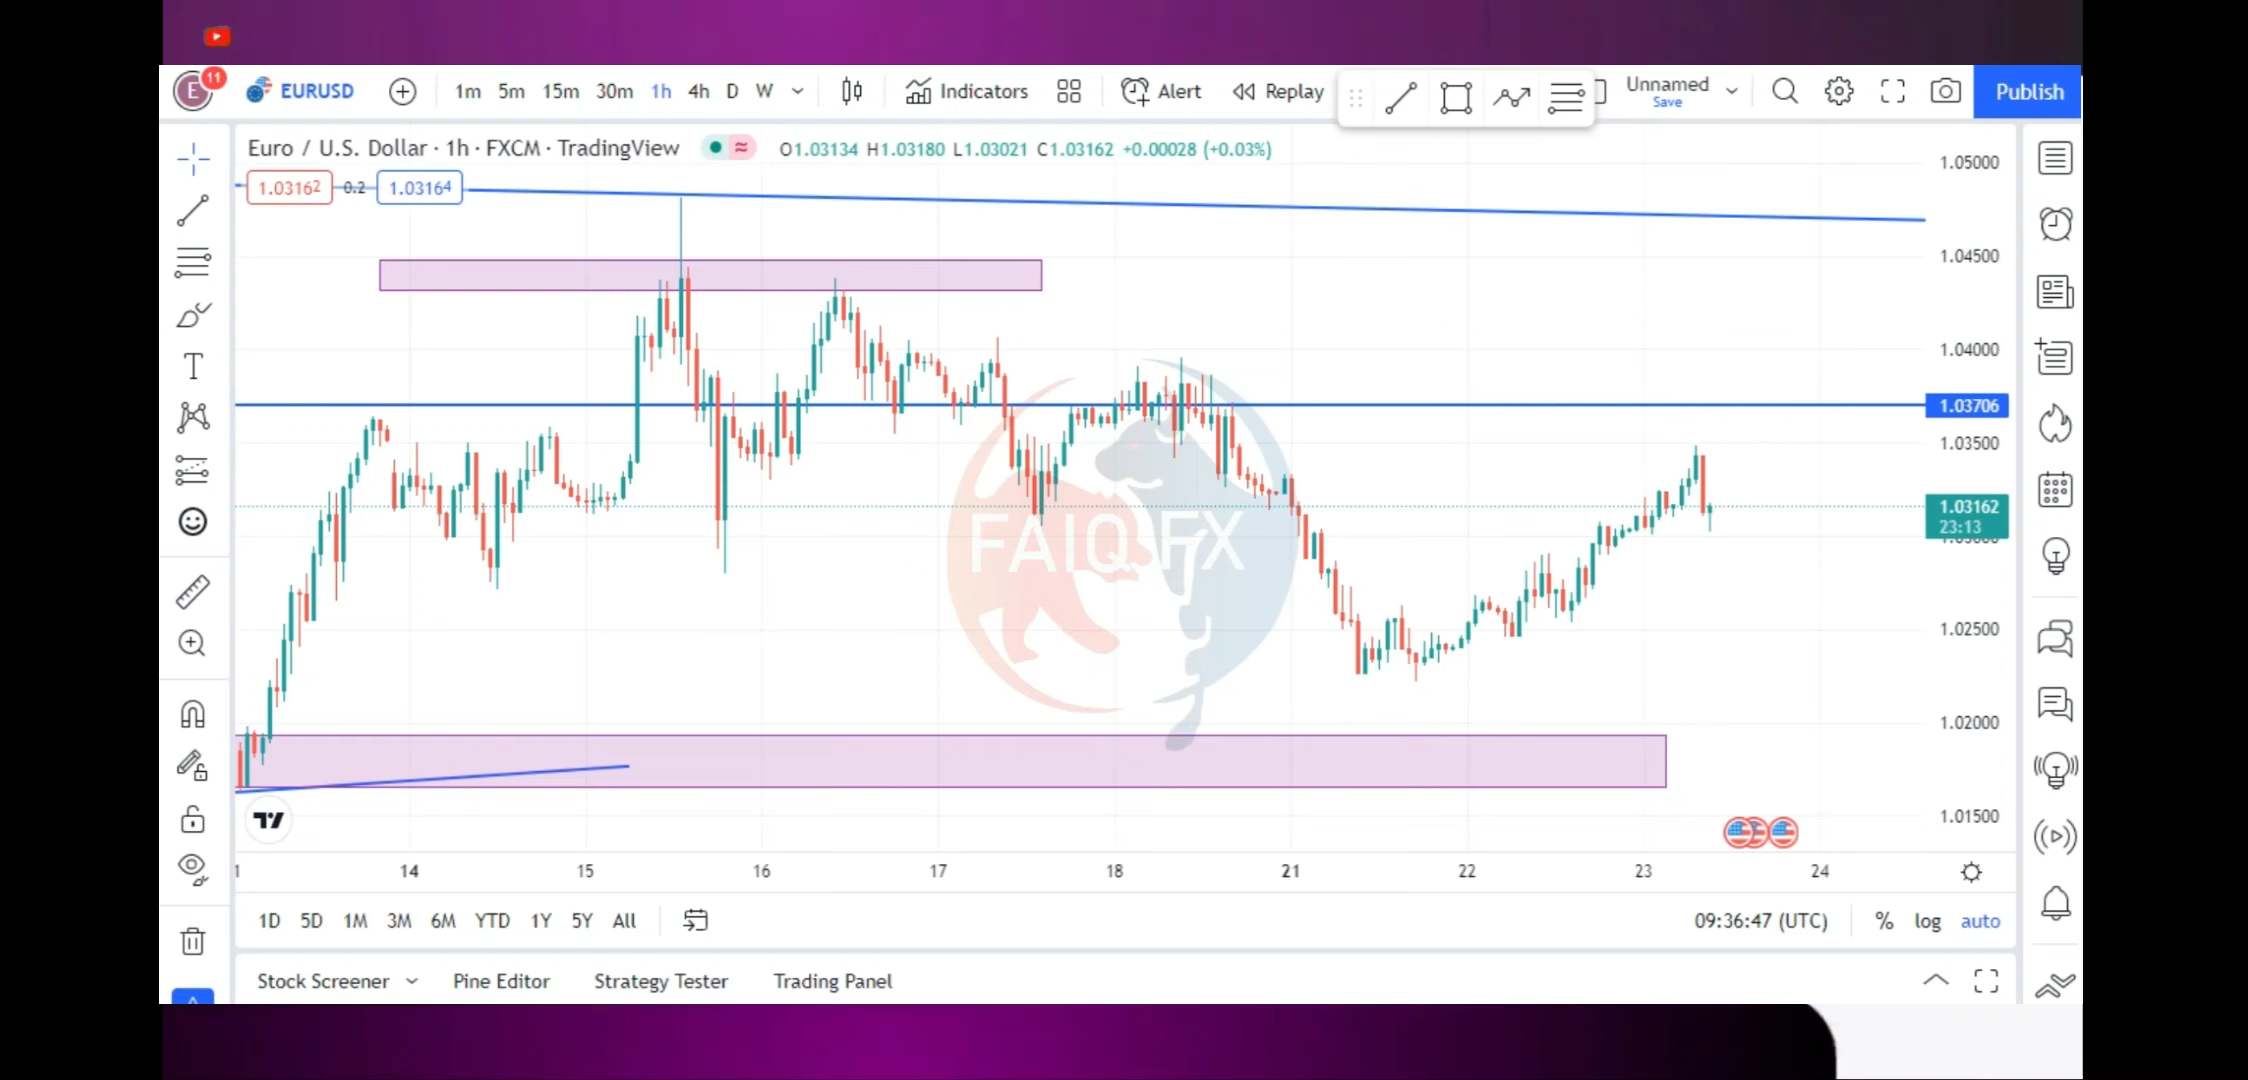 E 11 EURUSD 1m 5m 15m 30m 1h 4h D W Indicators Alert Replay Unnamed Save Publish
Euro / U.S. Dollar · 1h · FXCM · TradingView O1.03134 H1.03180 L1.03021 C1.03162 +0.00028 (+0.03%)
1.03162 0.2 1.03164
1.05000
1.04500
1.04000
1.03706
1.03500
1.03162
23:13
1.03000
1.02500
1.02000
1.01500
FAIQ FX
T
1 14 15 16 17 18 21 22 23 24
1D 5D 1M 3M 6M YTD 1Y 5Y All 09:36:47 (UTC) % log auto
Stock Screener Pine Editor Strategy Tester Trading Panel